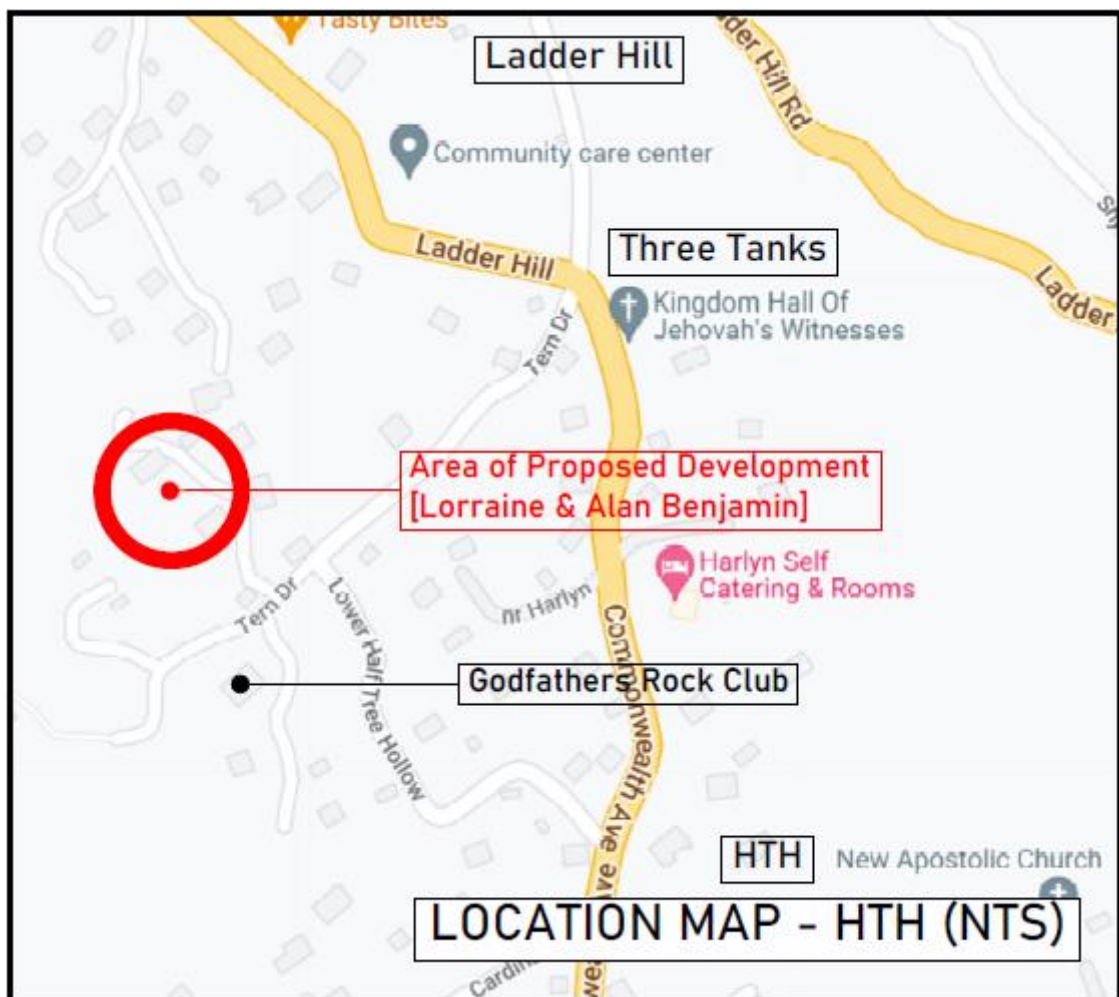 Tasty Bites
Ladder Hill
Ladder Hill Rd
Community care center
Ladder Hill
Three Tanks
Ladder
Kingdom Hall Of
Jehovah's Witnesses
Tern Dr
Area of Proposed Development
[Lorraine & Alan Benjamin]
Harlyn Self
Catering & Rooms
nr Harlyn
Tern Dr
Lower Half Tree Hollow
Commonwealth Ave
Godfathers Rock Club
HTH
New Apostolic Church
LOCATION MAP - HTH (NTS)